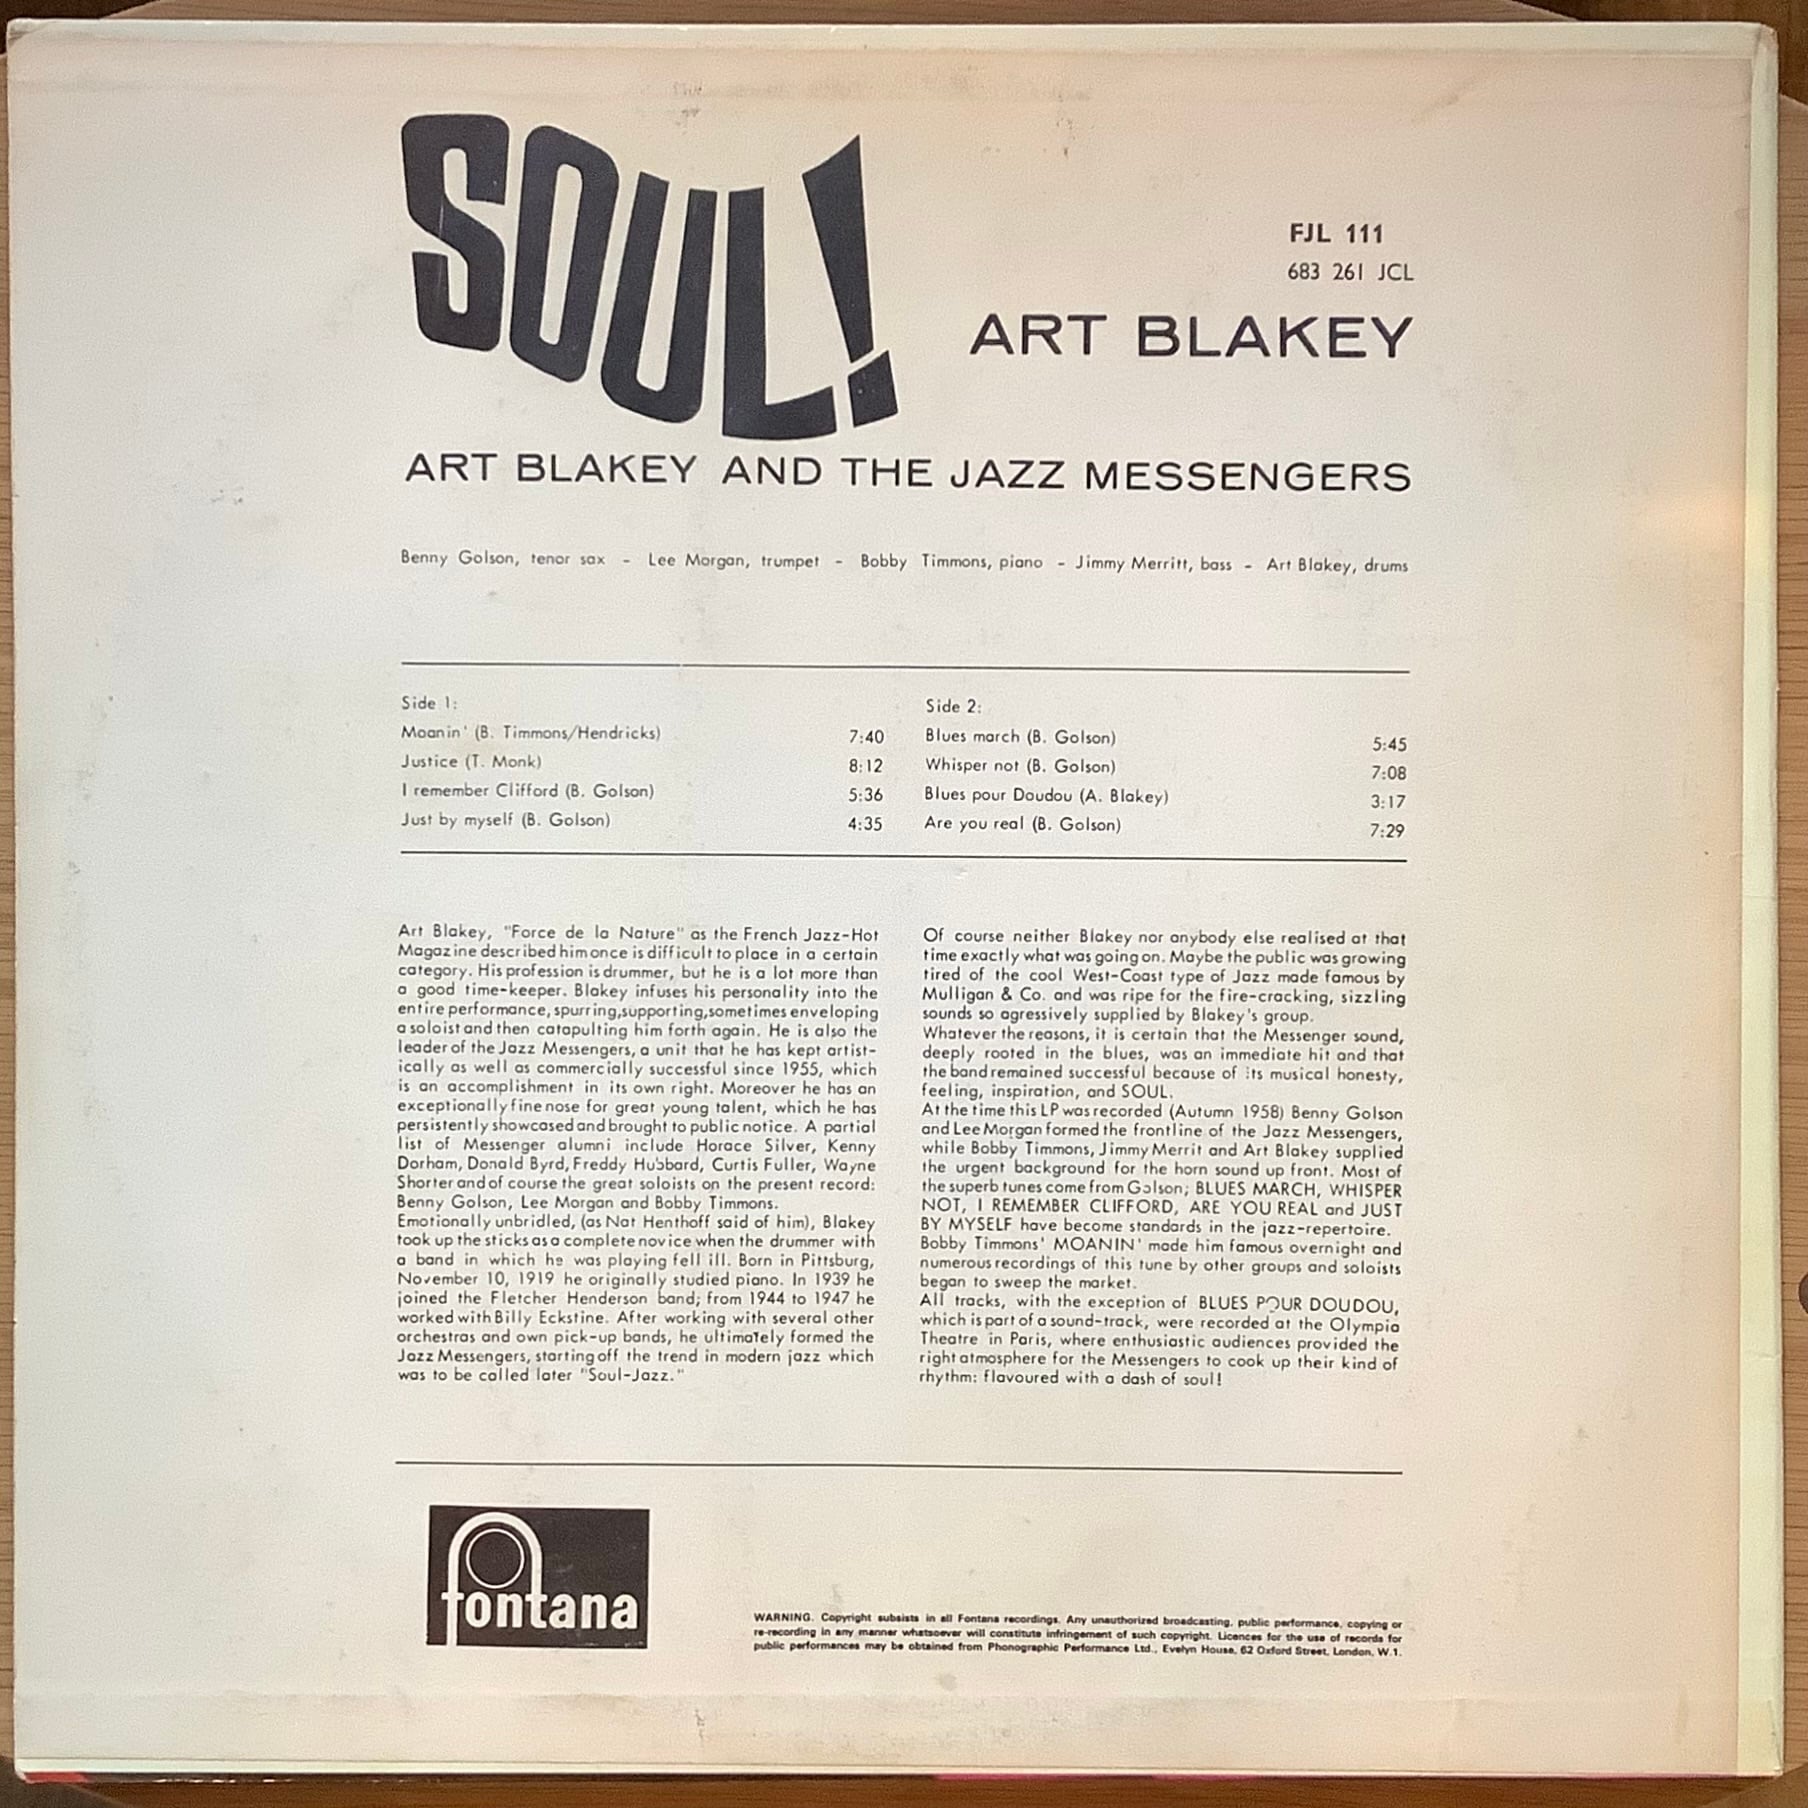 SOUL!
FJL 111
683 261 JCL
ART BLAKEY
ART BLAKEY AND THE JAZZ MESSENGERS
Benny Golson, tenor sax - Lee Morgan, trumpet - Bobby Timmons, piano - Jimmy Merritt, bass - Art Blakey, drums
Side 1:
Moanin' (B. Timmons/Hendricks) 7:40
Justice (T. Monk) 8:12
I remember Clifford (B. Golson) 5:36
Just by myself (B. Golson) 4:35
Side 2:
Blues march (B. Golson) 5:45
Whisper not (B. Golson) 7:08
Blues pour Doudou (A. Blakey) 3:17
Are you real (B. Golson) 7:29
Art Blakey, "Force de la Nature" as the French Jazz-Hot
Magazine described him once is difficult to place in a certain
category. His profession is drummer, but he is a lot more than
a good time-keeper. Blakey infuses his personality into the
entire performance, spurring,supporting,sometimes enveloping
a soloist and then catapulting him forth again. He is also the
leader of the Jazz Messengers, a unit that he has kept artist-
ically as well as commercially successful since 1955, which
is an accomplishment in its own right. Moreover he has an
exceptionally fine nose for great young talent, which he has
persistently showcased and brought to public notice. A partial
list of Messenger alumni include Horace Silver, Kenny
Dorham, Donald Byrd, Freddy Hubbard, Curtis Fuller, Wayne
Shorter and of course the great soloists on the present record:
Benny Golson, Lee Morgan and Bobby Timmons.
Emotionally unbridled, (as Nat Henthoff said of him), Blakey
took up the sticks as a complete novice when the drummer with
a band in which he was playing fell ill. Born in Pittsburg,
November 10, 1919 he originally studied piano. In 1939 he
joined the Fletcher Henderson band; from 1944 to 1947 he
worked with Billy Eckstine. After working with several other
orchestras and own pick-up bands, he ultimately formed the
Jazz Messengers, starting off the trend in modern jazz which
was to be called later "Soul-Jazz."
Of course neither Blakey nor anybody else realised at that
time exactly what was going on. Maybe the public was growing
tired of the cool West-Coast type of Jazz made famous by
Mulligan & Co. and was ripe for the fire-cracking, sizzling
sounds so agressively supplied by Blakey's group.
Whatever the reasons, it is certain that the Messenger sound,
deeply rooted in the blues, was an immediate hit and that
the band remained successful because of its musical honesty,
feeling, inspiration, and SOUL.
At the time this LP was recorded (Autumn 1958) Benny Golson
and Lee Morgan formed the frontline of the Jazz Messengers,
while Bobby Timmons, Jimmy Merrit and Art Blakey supplied
the urgent background for the horn sound up front. Most of
the superb tunes come from Golson; BLUES MARCH, WHISPER
NOT, I REMEMBER CLIFFORD, ARE YOU REAL and JUST
BY MYSELF have become standards in the jazz-repertoire.
Bobby Timmons' MOANIN' made him famous overnight and
numerous recordings of this tune by other groups and soloists
began to sweep the market.
All tracks, with the exception of BLUES POUR DOUDOU,
which is part of a sound-track, were recorded at the Olympia
Theatre in Paris, where enthusiastic audiences provided the
right atmosphere for the Messengers to cook up their kind of
rhythm: flavoured with a dash of soul!
fontana
WARNING. Copyright subsists in all Fontana recordings. Any unauthorized broadcasting, public performance, copying or
re-recording in any manner whatsoever will constitute infringement of such copyright. Licences for the use of records for
public performances may be obtained from Phonographic Performance Ltd., Evelyn House, 62 Oxford Street, London, W.1.